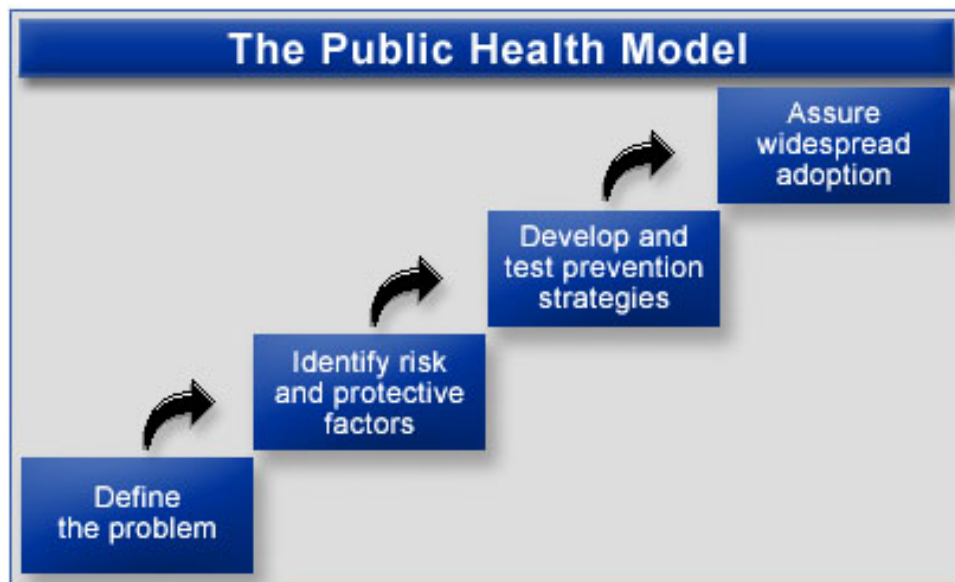 The Public Health Model
Assure
widespread
adoption
Develop and
test prevention
strategies
Identify risk
and protective
factors
Define
the problem